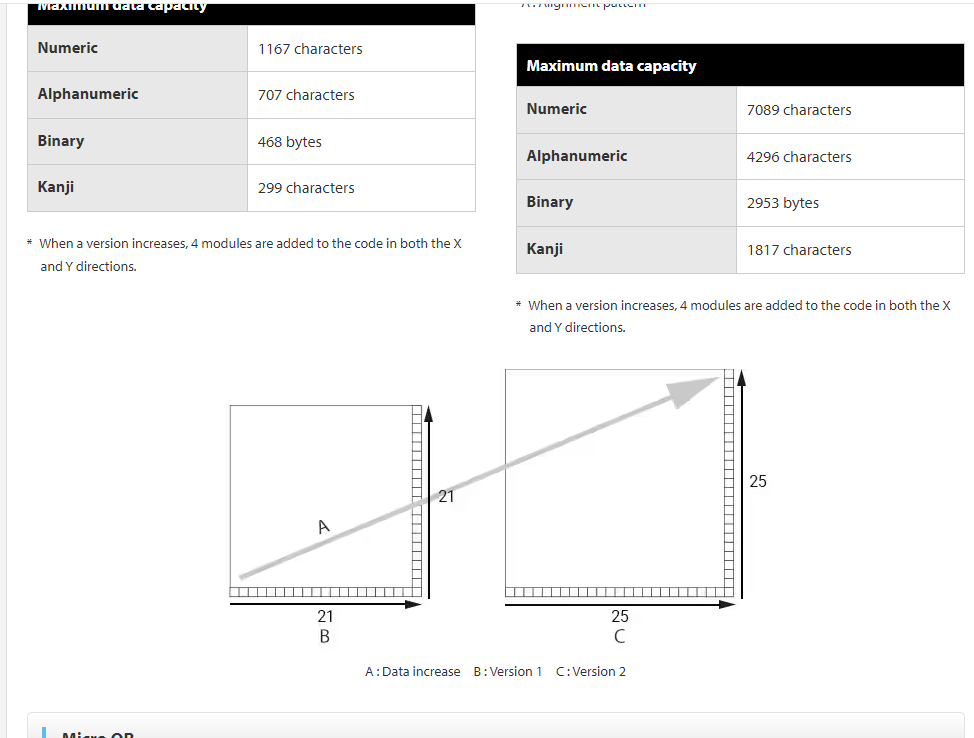 Maximum data capacity
Numeric 1167 characters
Alphanumeric 707 characters
Binary 468 bytes
Kanji 299 characters
* When a version increases, 4 modules are added to the code in both the X
and Y directions.
A : Alignment pattern
Maximum data capacity
Numeric 7089 characters
Alphanumeric 4296 characters
Binary 2953 bytes
Kanji 1817 characters
* When a version increases, 4 modules are added to the code in both the X
and Y directions.
A
21
21
B
25
25
C
A : Data increase B : Version 1 C : Version 2
Micro QR